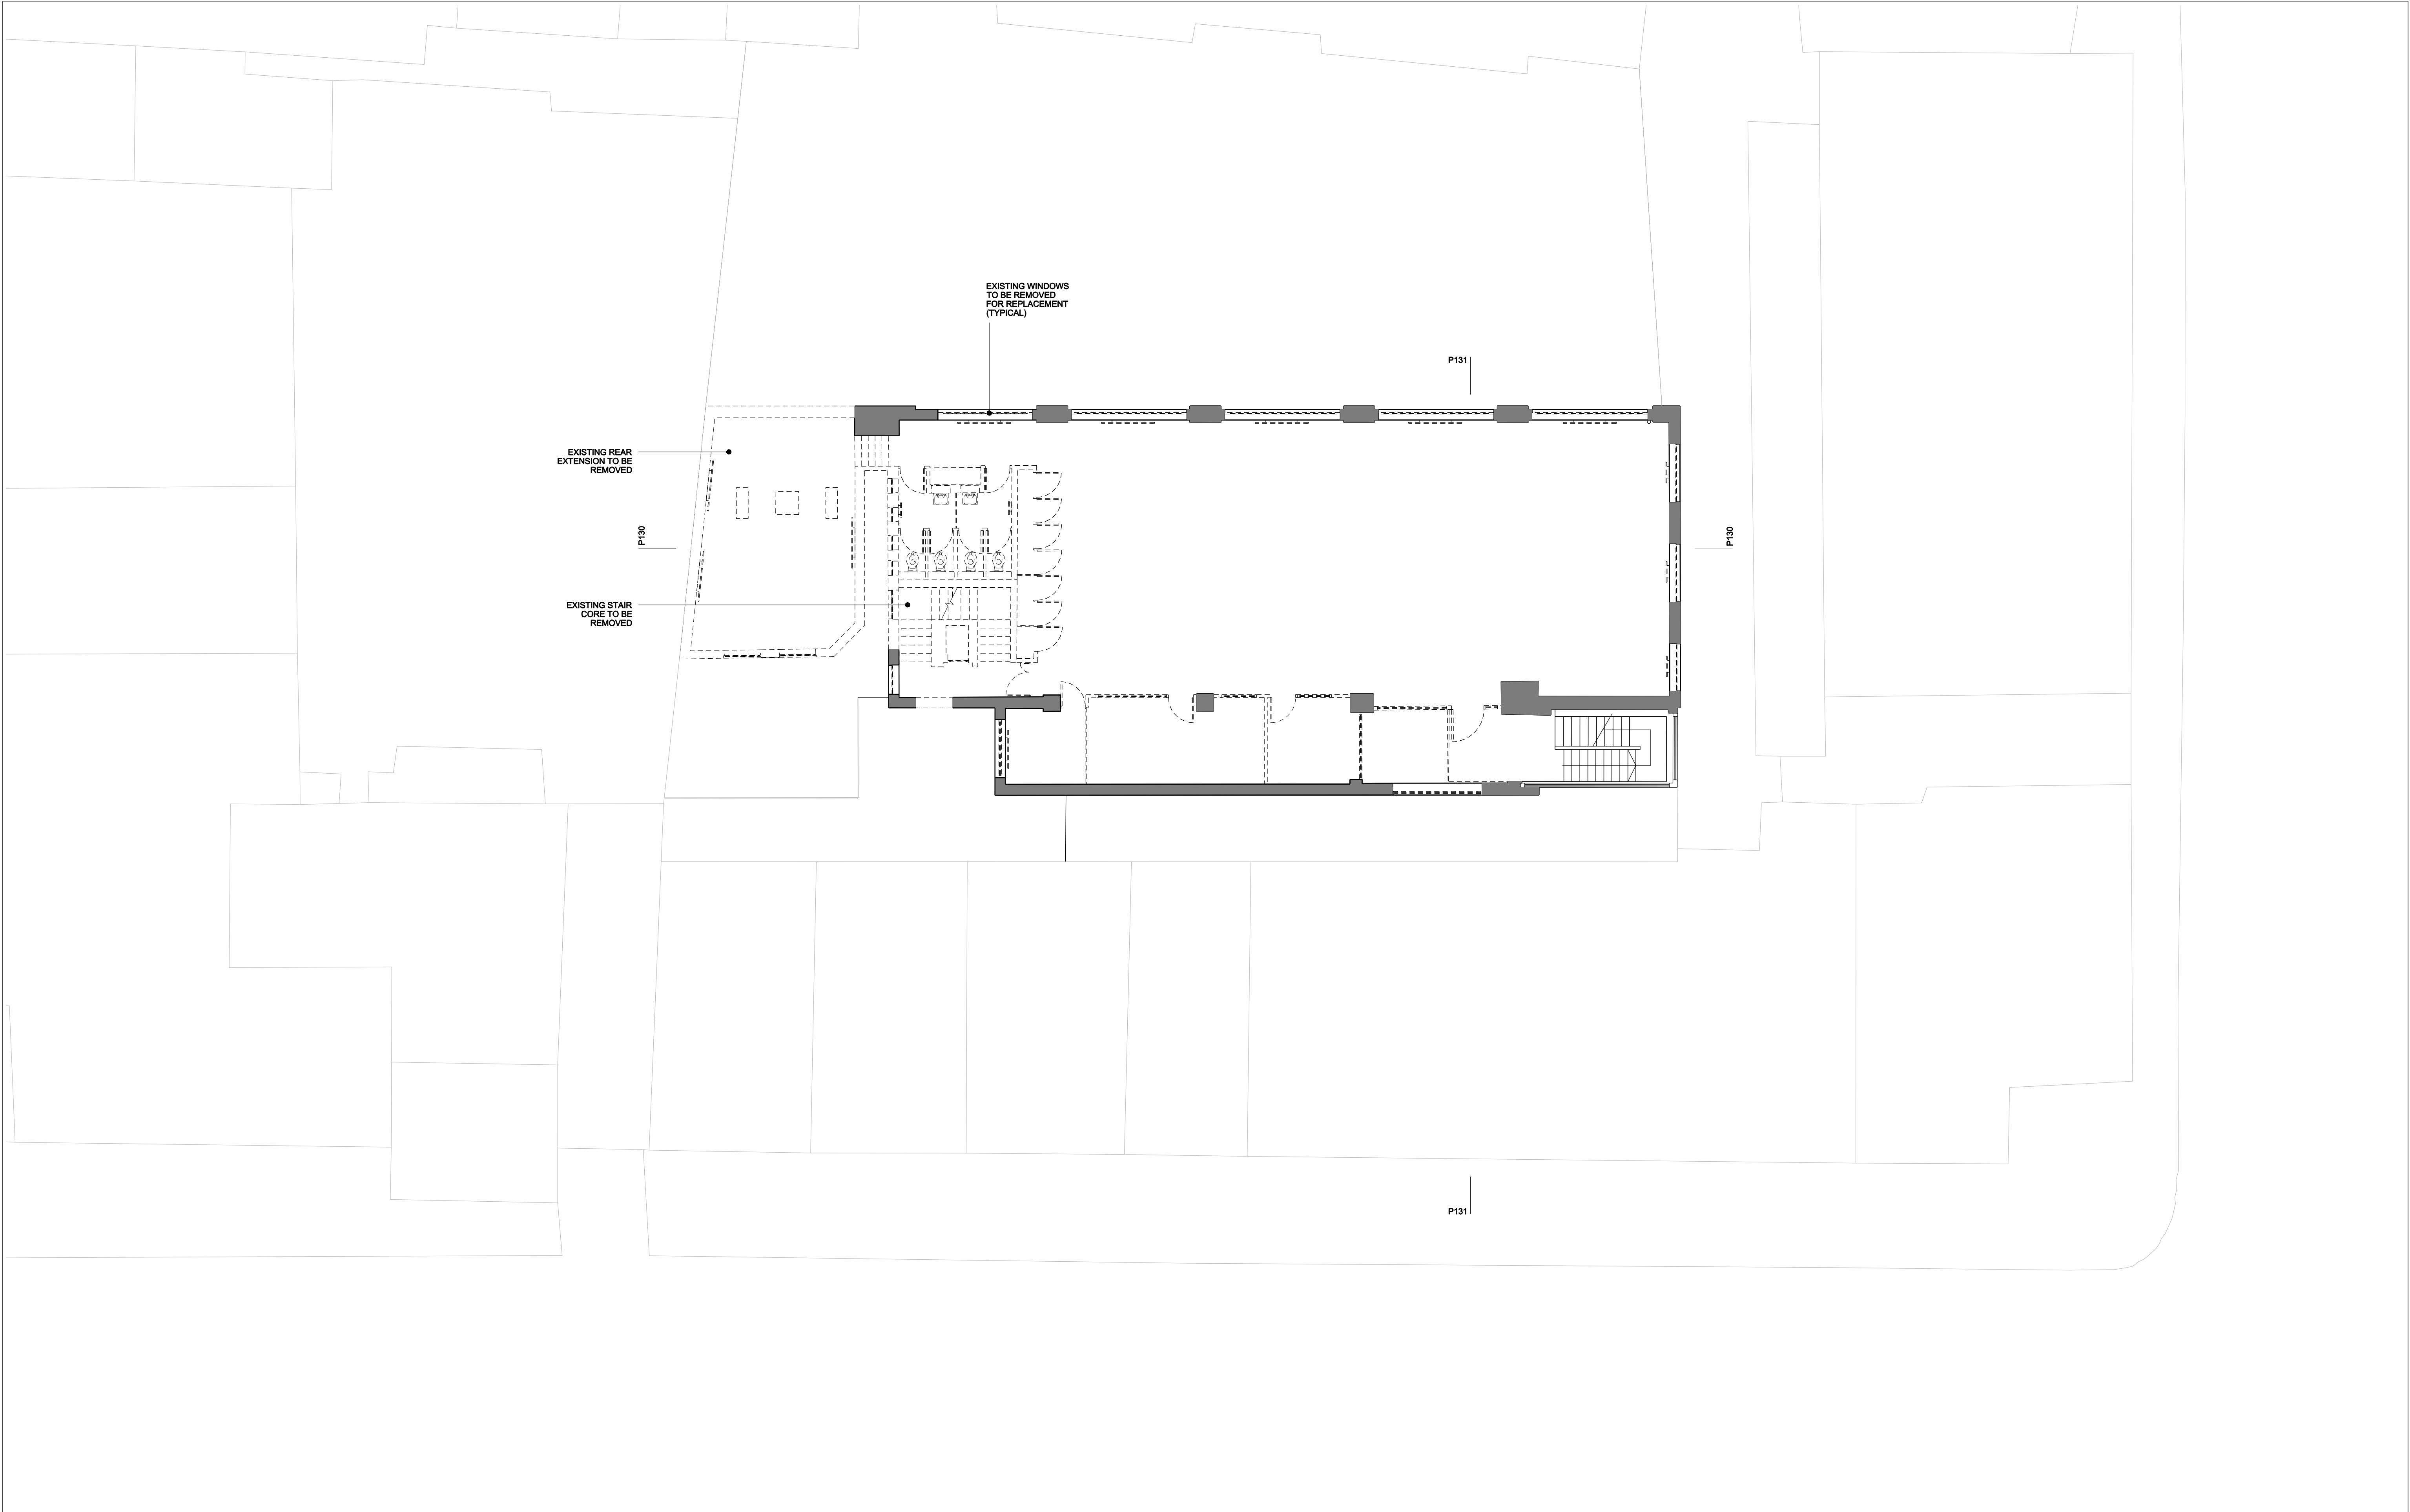 EXISTING WINDOWS
TO BE REMOVED
FOR REPLACEMENT
(TYPICAL)
P131
EXISTING REAR
EXTENSION TO BE
REMOVED
P130
P130
EXISTING STAIR
CORE TO BE
REMOVED
P131